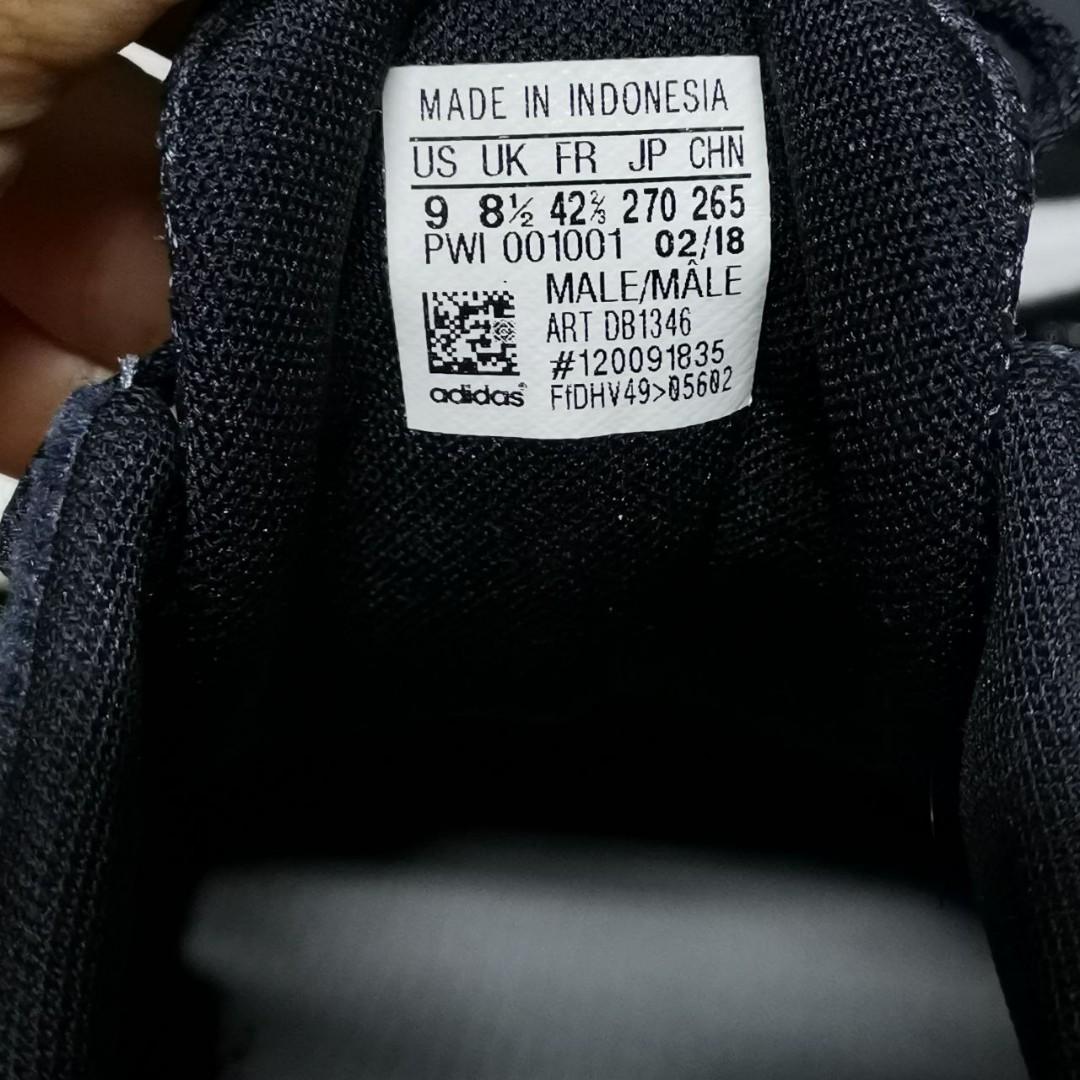 MADE IN INDONESIA
US UK FR JP CHN
9 8½ 42⅔ 270 265
PWI 001001 02/18
MALE/MÂLE
ART DB1346
#120091835
adidas® FfDHV49>05602